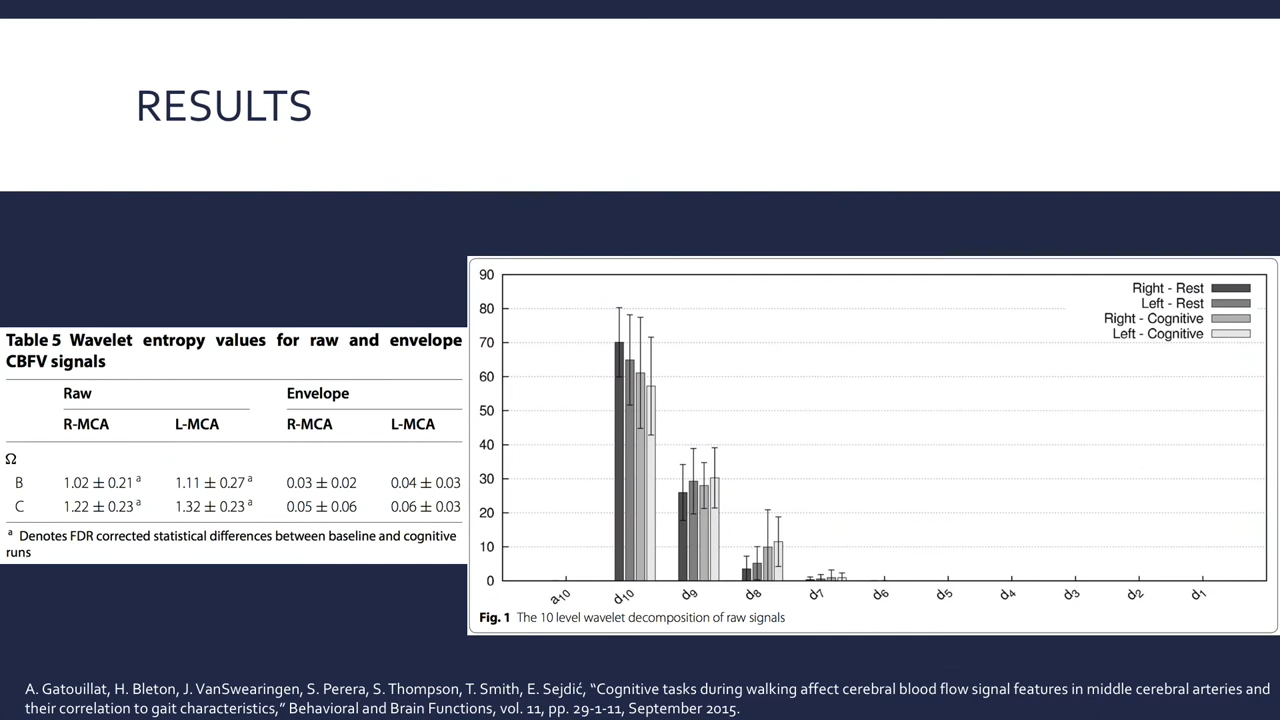 RESULTS
Table 5 Wavelet entropy values for raw and envelope
CBFV signals
Raw Envelope
R-MCA L-MCA R-MCA L-MCA
Ω
B 1.02 ± 0.21 a 1.11 ± 0.27 a 0.03 ± 0.02 0.04 ± 0.03
C 1.22 ± 0.23 a 1.32 ± 0.23 a 0.05 ± 0.06 0.06 ± 0.03
a Denotes FDR corrected statistical differences between baseline and cognitive
runs
90
80
70
60
50
40
30
20
10
0
Right - Rest
Left - Rest
Right - Cognitive
Left - Cognitive
a10 d10 d9 d8 d7 d6 d5 d4 d3 d2 d1
Fig. 1 The 10 level wavelet decomposition of raw signals
A. Gatouillat, H. Bleton, J. VanSwearingen, S. Perera, S. Thompson, T. Smith, E. Sejdić, “Cognitive tasks during walking affect cerebral blood flow signal features in middle cerebral arteries and
their correlation to gait characteristics,” Behavioral and Brain Functions, vol. 11, pp. 29-1-11, September 2015.